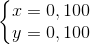 x = 0,100
y = 0,100